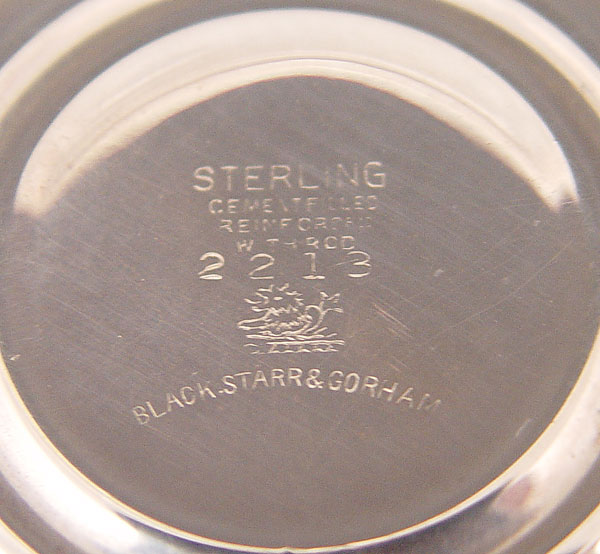 STERLING
CEMENT FILLED
REINFORCED
WITH ROD
2213
BLACK. STARR & GORHAM